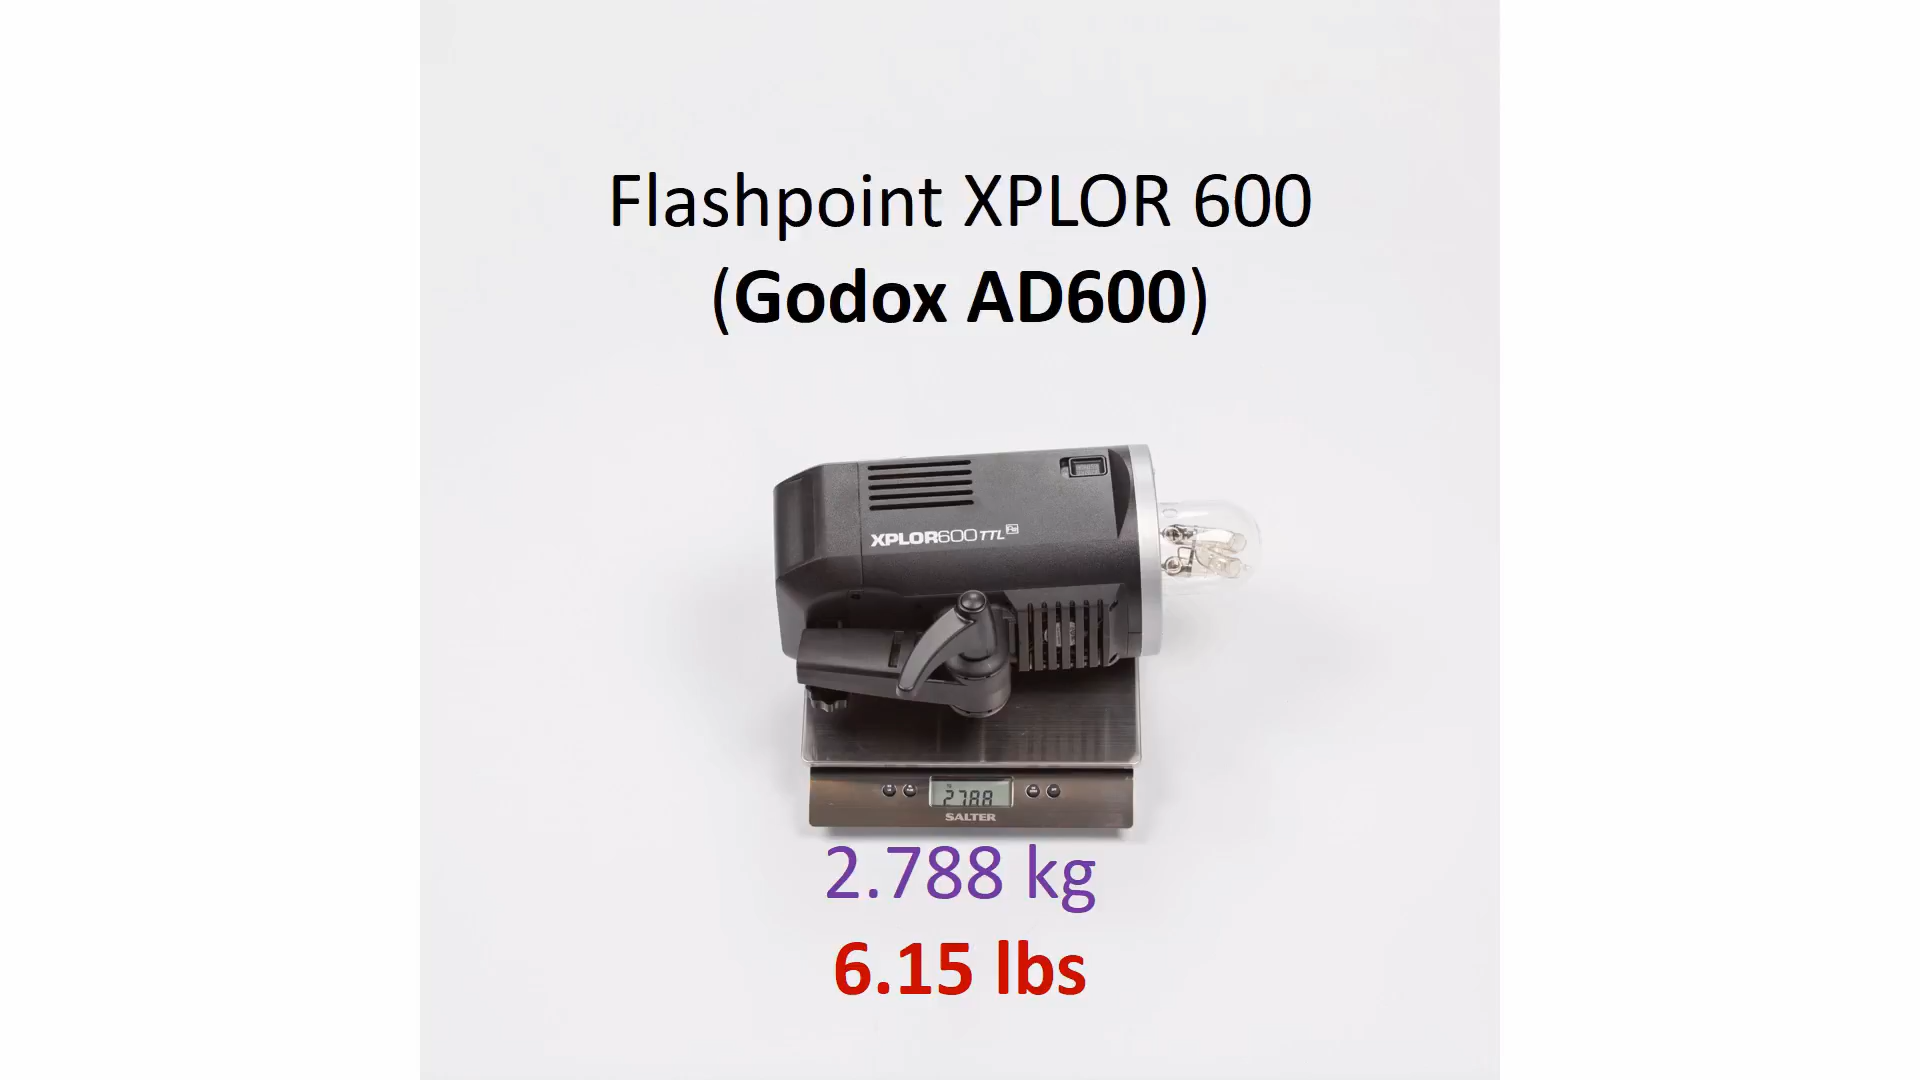 Flashpoint XPLOR 600
(Godox AD600)
XPLOR600 TTL
2788
SALTER
2.788 kg
6.15 lbs